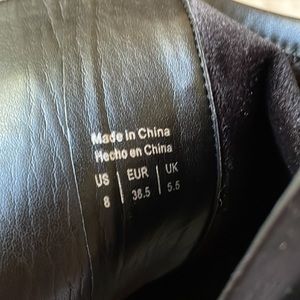 Made in China
Hecho en China
US | EUR | UK
8 | 38.5 | 5.5